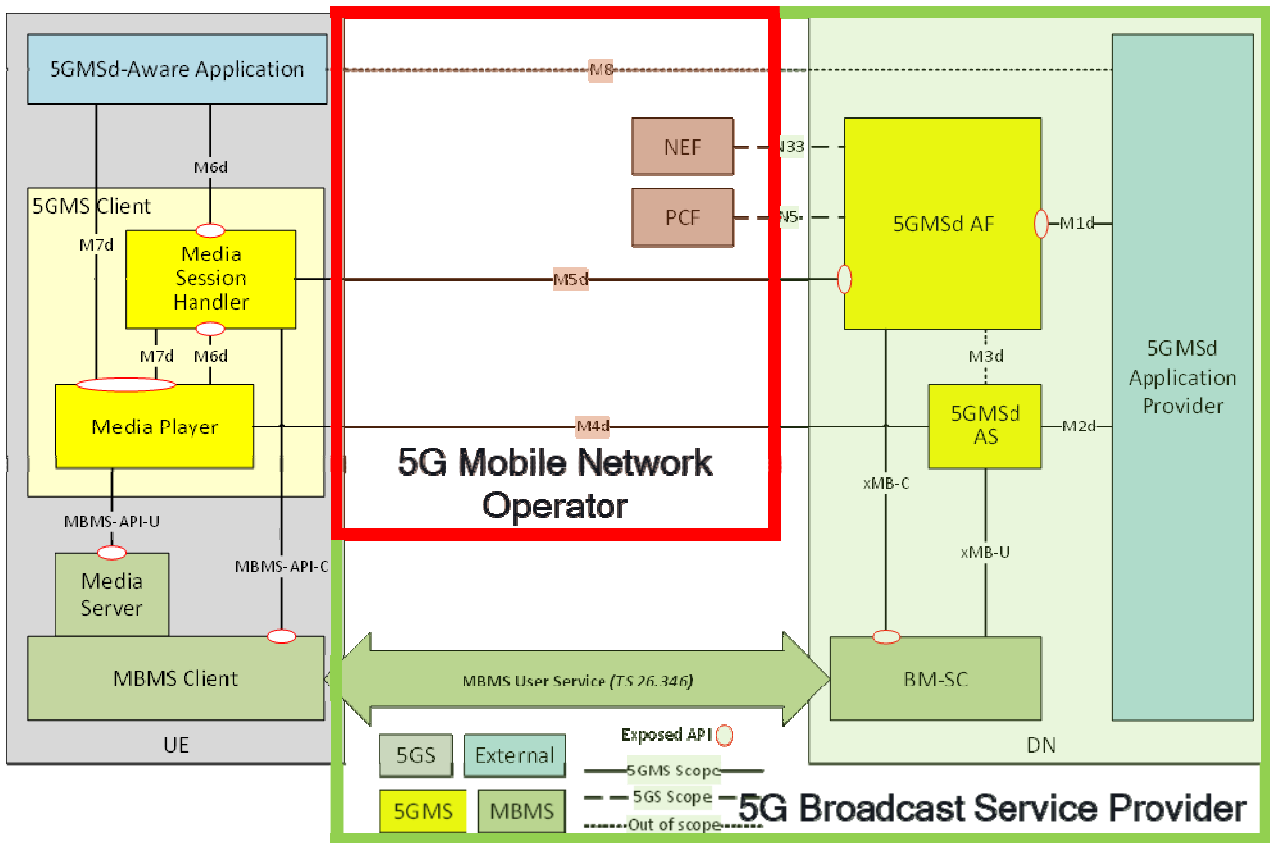 5GMSd-Aware Application
M8
NEF
N33
PCF
N5
5GMSd AF
M1d
M6d
5GMS Client
M7d
Media
Session
Handler
M5d
M7d
M6d
M3d
5GMSd
Application
Provider
Media Player
M4d
5GMSd
AS
M2d
5G Mobile Network
Operator
xMB-C
MBMS-API-U
xMB-U
MBMS-API-C
Media
Server
MBMS Client
MBMS User Service (TS 26.346)
BM-SC
UE
DN
Exposed API
5GS
External
5GMS Scope
5GMS
MBMS
5GS Scope
Out of scope
5G Broadcast Service Provider